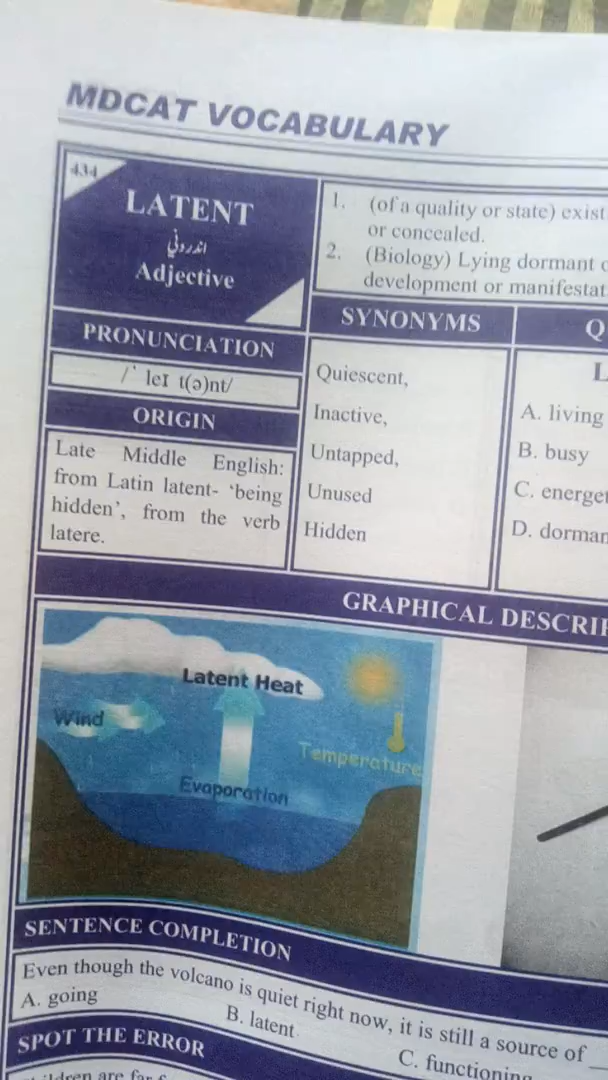 MDCAT VOCABULARY
434
LATENT
اندرونی
Adjective
1. (of a quality or state) exist
or concealed.
2. (Biology) Lying dormant
development or manifestat
PRONUNCIATION
/ˈ leɪ t(ə)nt/
ORIGIN
Late Middle English:
from Latin latent- ‘being
hidden’, from the verb
latere.
SYNONYMS
Quiescent,
Inactive,
Untapped,
Unused
Hidden
Q
L
A. living
B. busy
C. energe
D. dorman
GRAPHICAL DESCRI
Latent Heat
Wind
Temperature
Evaporation
SENTENCE COMPLETION
Even though the volcano is quiet right now, it is still a source of
A. going
B. latent
C. functioning
SPOT THE ERROR